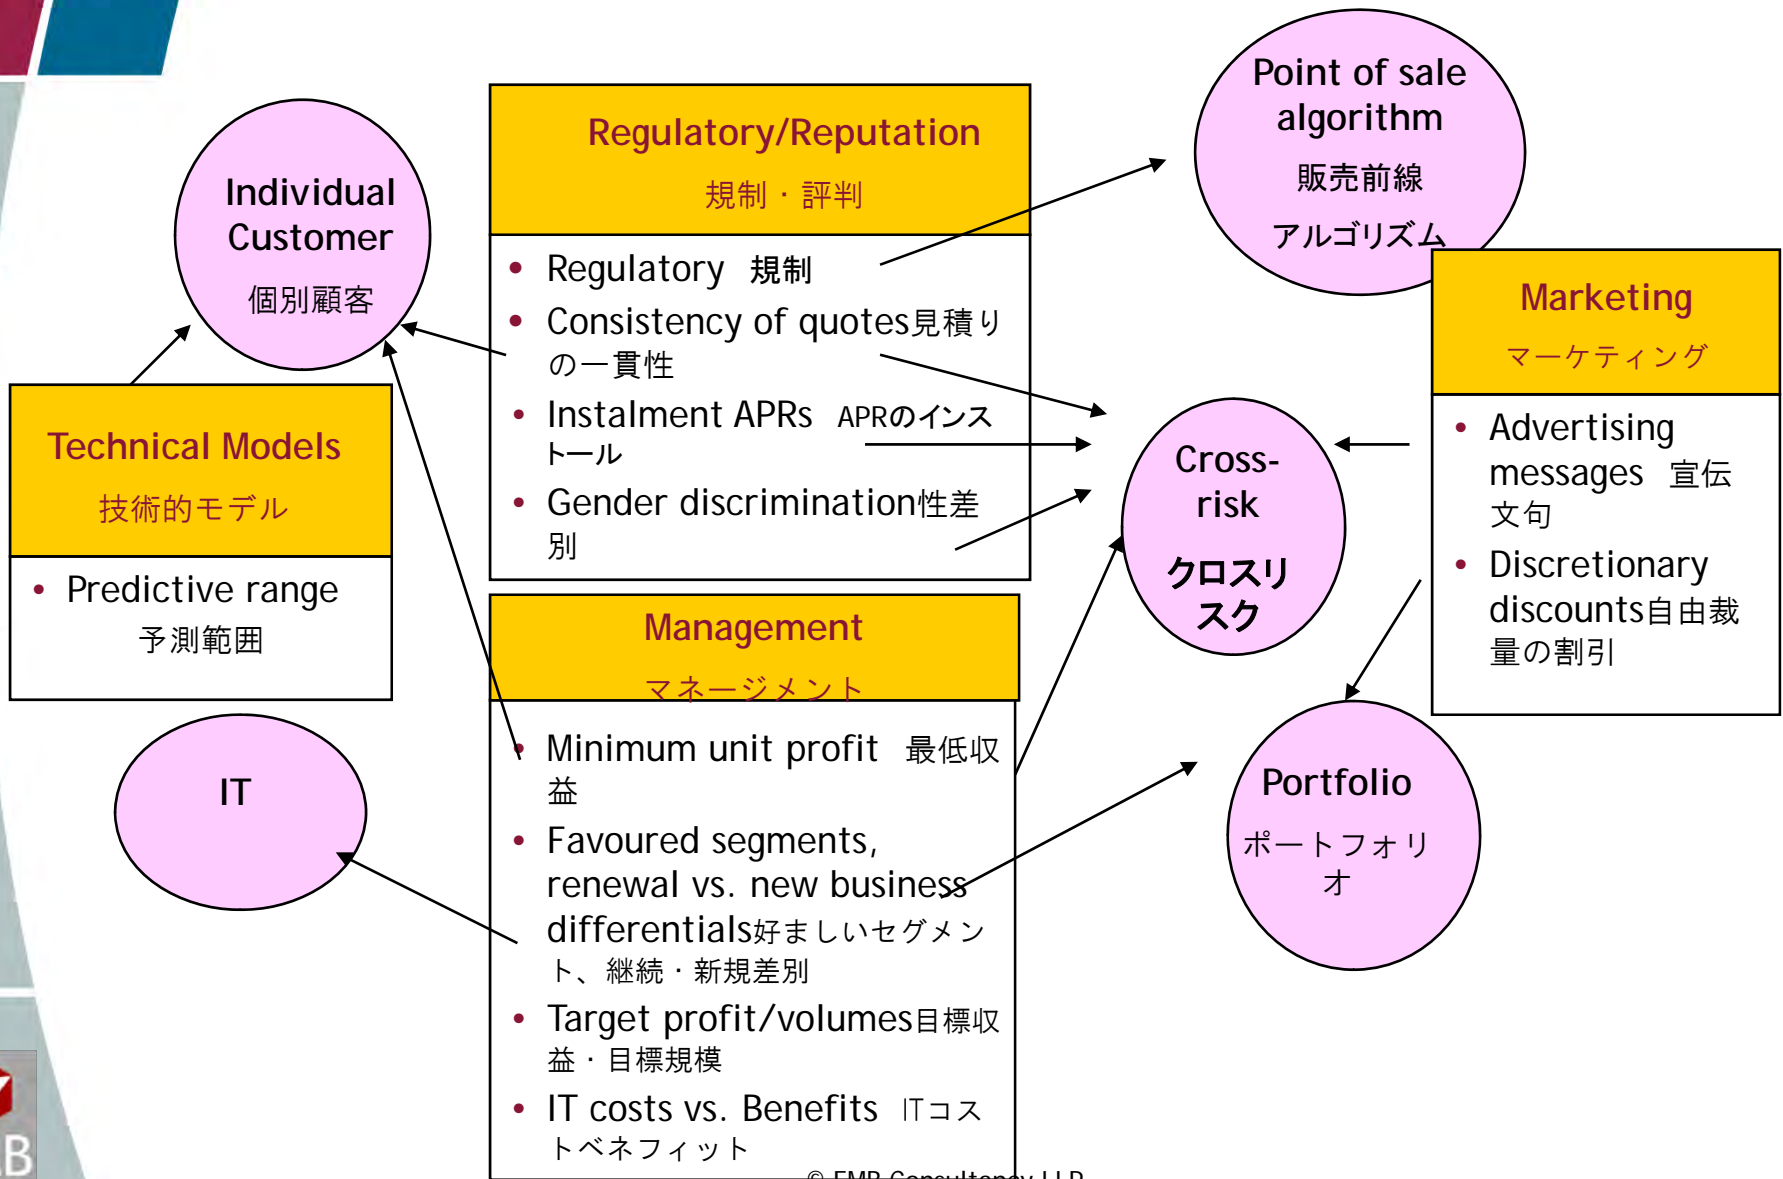 Point of sale
algorithm
販売前線
アルゴリズム
Individual
Customer
個別顧客
Regulatory/Reputation
規制・評判
• Regulatory 規制
• Consistency of quotes見積り
の一貫性
• Instalment APRs APRのインス
トール
• Gender discrimination性差
別
Marketing
マーケティング
• Advertising
messages 宣伝
文句
• Discretionary
discounts自由裁
量の割引
Technical Models
技術的モデル
• Predictive range
予測範囲
Cross-
risk
クロスリ
スク
Management
マネージメント
• Minimum unit profit 最低収
益
• Favoured segments,
renewal vs. new business
differentials好ましいセグメン
ト、継続・新規差別
• Target profit/volumes目標収
益・目標規模
• IT costs vs. Benefits ITコス
トベネフィット
IT
Portfolio
ポートフォリ
オ
B
© EMB Consultancy LLP